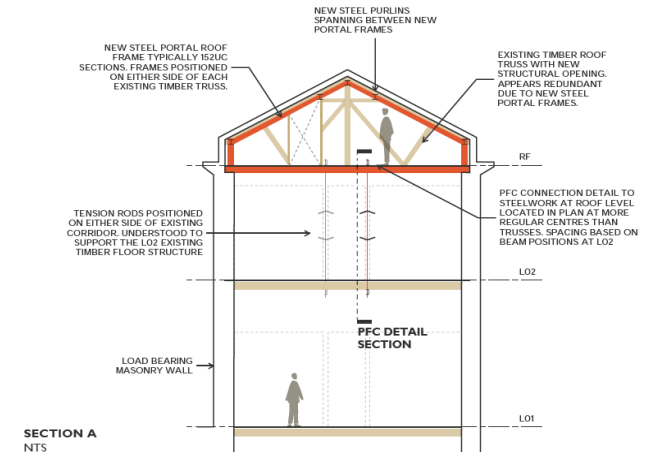 NEW STEEL PURLINS
SPANNING BETWEEN NEW
PORTAL FRAMES
NEW STEEL PORTAL ROOF
FRAME TYPICALLY 152UC
SECTIONS. FRAMES POSITIONED
ON EITHER SIDE OF EACH
EXISTING TIMBER TRUSS.
EXISTING TIMBER ROOF
TRUSS WITH NEW
STRUCTURAL OPENING.
APPEARS REDUNDANT
DUE TO NEW STEEL
PORTAL FRAMES.
RF
PFC CONNECTION DETAIL TO
STEELWORK AT ROOF LEVEL
LOCATED IN PLAN AT MORE
REGULAR CENTRES THAN
TRUSSES. SPACING BASED ON
BEAM POSITIONS AT L02
TENSION RODS POSITIONED
ON EITHER SIDE OF EXISTING
CORRIDOR. UNDERSTOOD TO
SUPPORT THE L02 EXISTING
TIMBER FLOOR STRUCTURE
L02
PFC DETAIL
SECTION
LOAD BEARING
MASONRY WALL
L01
SECTION A
NTS